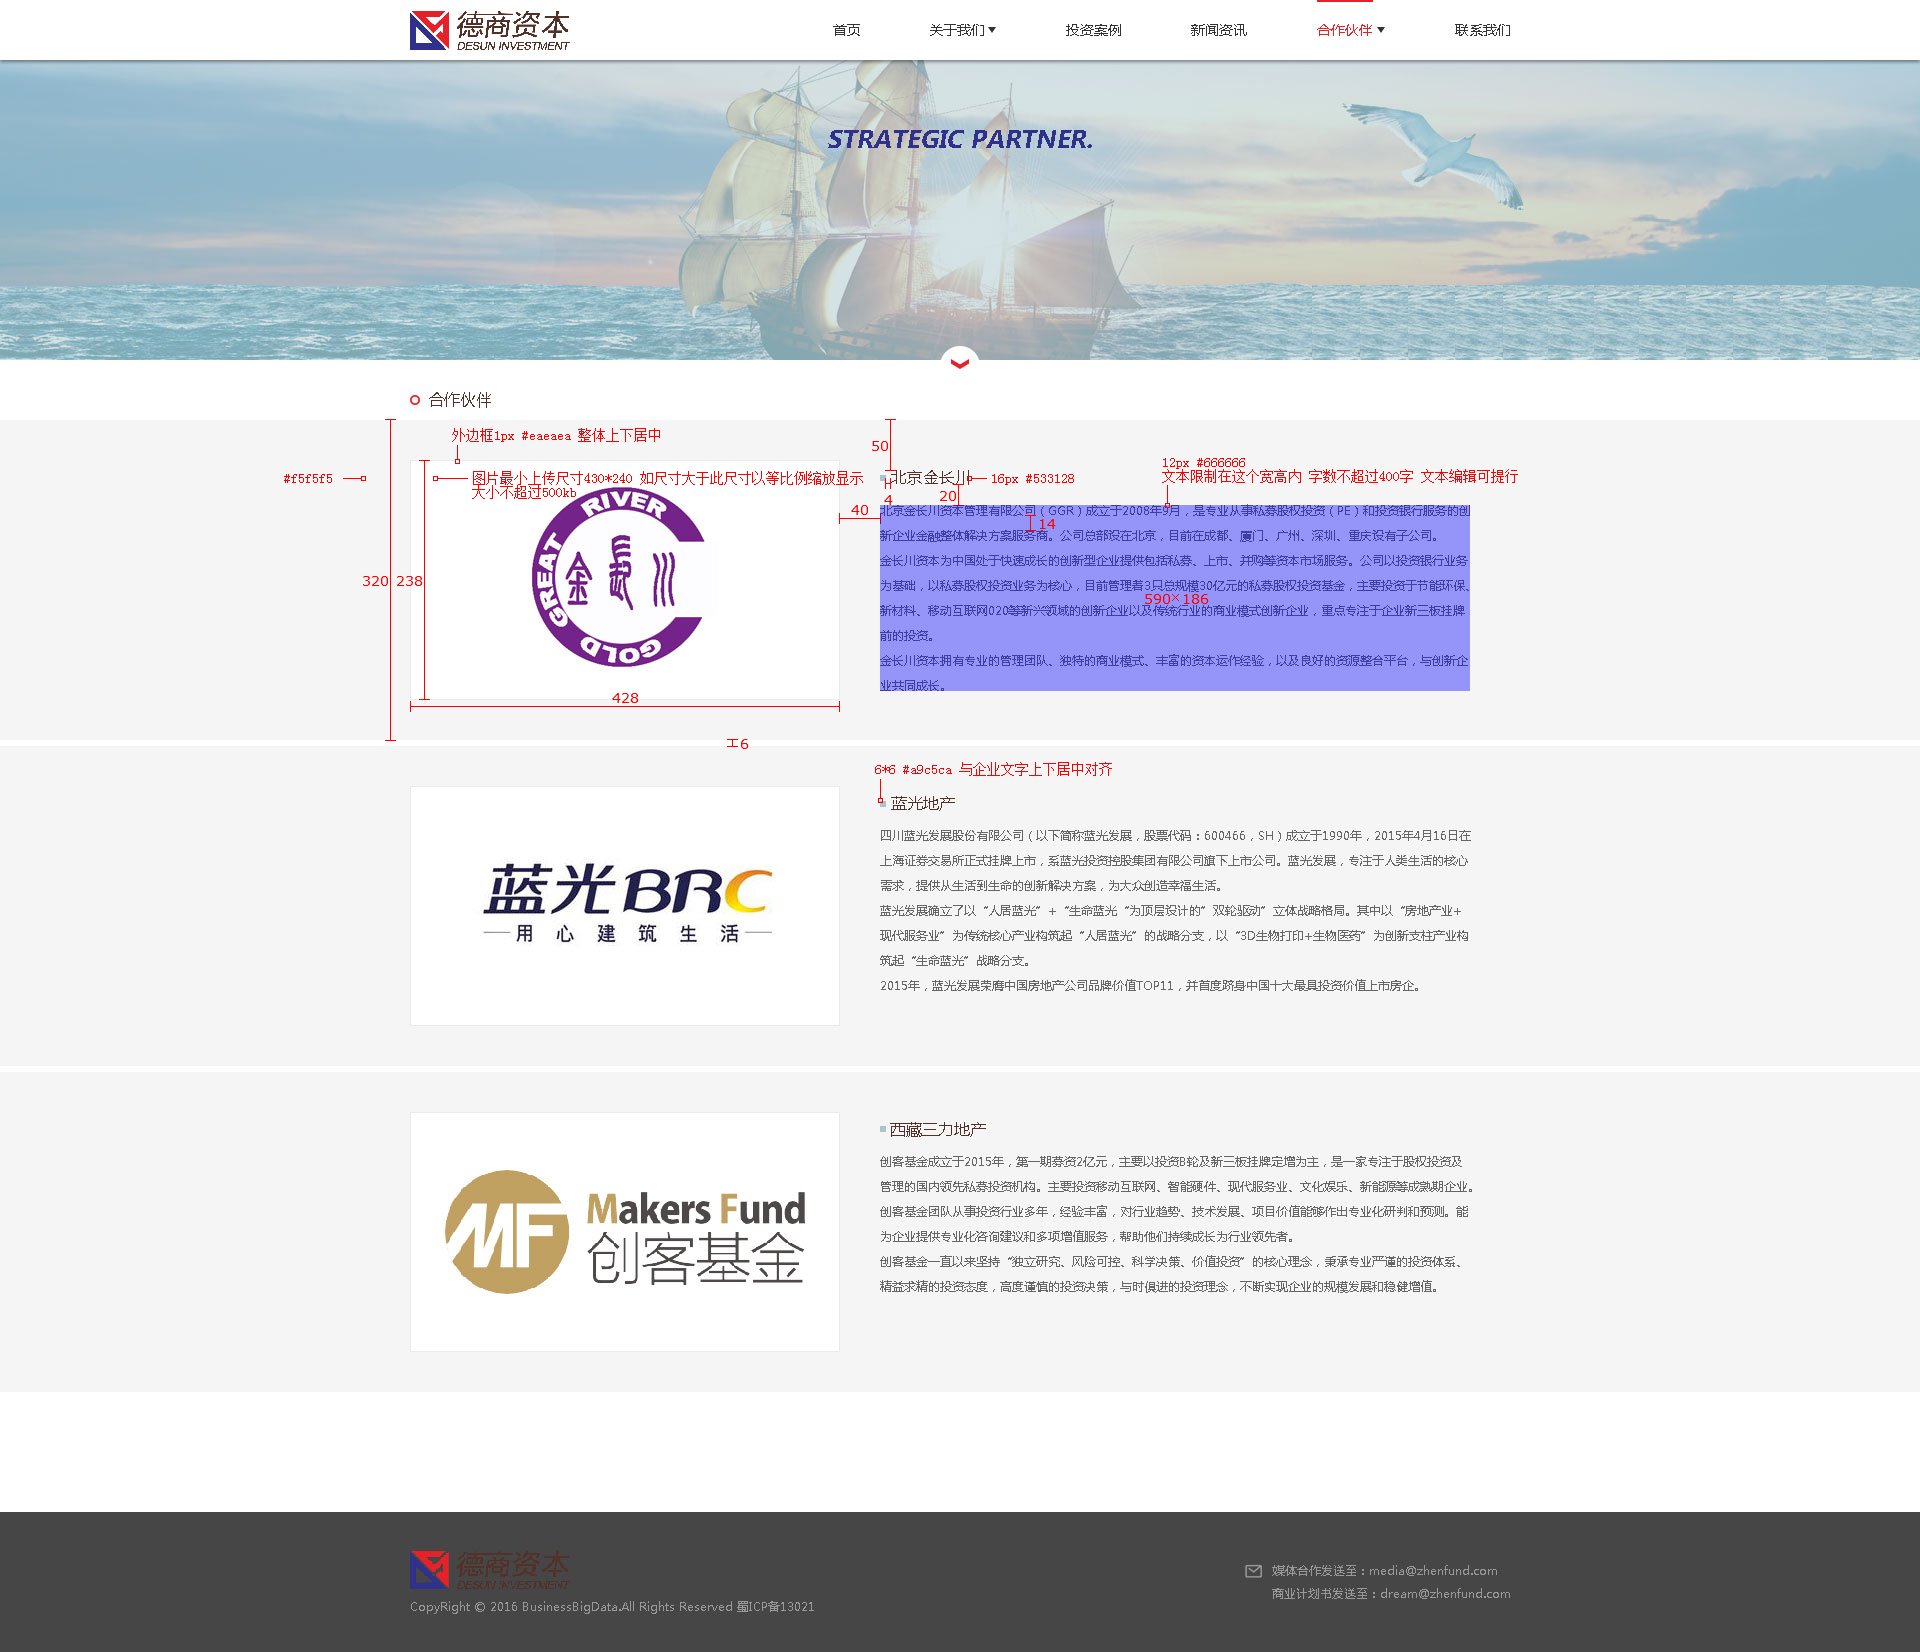 德商资本
DESUN INVESTMENT
首页
关于我们
投资案例
新闻资讯
合作伙伴
联系我们
STRATEGIC PARTNER.
合作伙伴
外边框1px #eaeaea 整体上下居中
50
#f5f5f5
图片最小上传尺寸430*240 如尺寸大于此尺寸以等比例缩放显示
大小不超过500kb
北京金长川
16px #533128
12px #666666
文本限制在这个宽高内 字数不超过400字 文本编辑可提行
4
20
40
14
320
238
590×186
428
6
GREAT RIVER
金長川
GOLD
北京金长川资本管理有限公司（GGR）成立于2008年9月，是专业从事私募股权投资（PE）和投资银行服务的创
新企业金融整体解决方案服务商。公司总部设在北京，目前在成都、厦门、广州、深圳、重庆设有子公司。
金长川资本为中国处于快速成长的创新型企业提供包括私募、上市、并购等资本市场服务。公司以投资银行业务
为基础，以私募股权投资业务为核心，目前管理着3只总规模30亿元的私募股权投资基金，主要投资于节能环保、
新材料、移动互联网O2O等新兴领域的创新企业以及传统行业的商业模式创新企业，重点专注于企业新三板挂牌
前的投资。
金长川资本拥有专业的管理团队、独特的商业模式、丰富的资本运作经验，以及良好的资源整合平台，与创新企
业共同成长。
6*6 #a9c5ca 与企业文字上下居中对齐
蓝光地产
蓝光BRC
用心建筑生活
四川蓝光发展股份有限公司（以下简称蓝光发展，股票代码：600466，SH）成立于1990年，2015年4月16日在
上海证券交易所正式挂牌上市，系蓝光投资控股集团有限公司旗下上市公司。蓝光发展，专注于人类生活的核心
需求，提供从生活到生命的创新解决方案，为大众创造幸福生活。
蓝光发展确立了以“人居蓝光”+“生命蓝光“为顶层设计的”双轮驱动”立体战略格局。其中以“房地产业+
现代服务业”为传统核心产业构筑起“人居蓝光”的战略分支，以“3D生物打印+生物医药”为创新支柱产业构
筑起“生命蓝光”战略分支。
2015年，蓝光发展荣膺中国房地产公司品牌价值TOP11，并首度跻身中国十大最具投资价值上市房企。
西藏三力地产
MF
Makers Fund
创客基金
创客基金成立于2015年，第一期募资2亿元，主要以投资B轮及新三板挂牌定增为主，是一家专注于股权投资及
管理的国内领先私募投资机构。主要投资移动互联网、智能硬件、现代服务业、文化娱乐、新能源等成熟期企业。
创客基金团队从事投资行业多年，经验丰富，对行业趋势、技术发展、项目价值能够作出专业化研判和预测。能
为企业提供专业化咨询建议和多项增值服务，帮助他们持续成长为行业领先者。
创客基金一直以来坚持“独立研究、风险可控、科学决策、价值投资”的核心理念，秉承专业严谨的投资体系、
精益求精的投资态度，高度谨慎的投资决策，与时俱进的投资理念，不断实现企业的规模发展和稳健增值。
德商资本
DESUN INVESTMENT
CopyRight © 2016 BusinessBigData.All Rights Reserved 蜀ICP备13021
媒体合作发送至：media@zhenfund.com
商业计划书发送至：dream@zhenfund.com